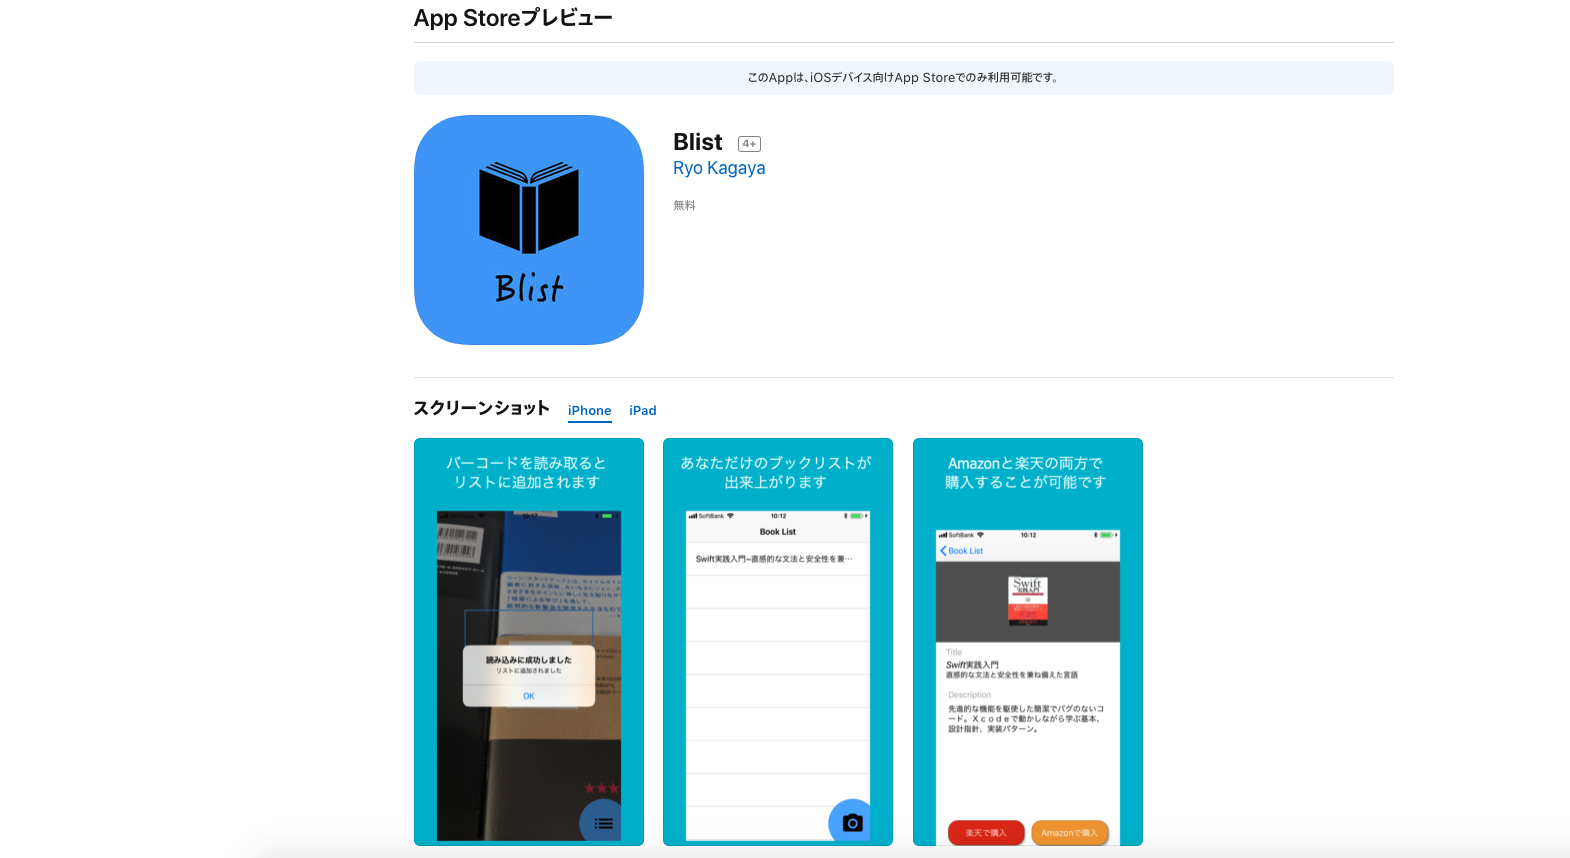 App Storeプレビュー
このAppは、iOSデバイス向けApp Storeでのみ利用可能です。
Blist 4+
Ryo Kagaya
無料
Blist
スクリーンショット iPhone iPad
バーコードを読み取ると
リストに追加されます
読み込みに成功しました
リストに追加されました
OK
あなただけのブックリストが
出来上がります
SoftBank 10:12
Book List
Swift実践入門~直感的な文法と安全性を兼…
Amazonと楽天の両方で
購入することが可能です
SoftBank 10:12
Book List
Swift
実践入門
Title
Swift実践入門
直感的な文法と安全性を兼ね備えた言語
Description
先進的な機能を駆使した簡潔でバグのないコ
ード。Ｘｃｏｄｅで動かしながら学ぶ基本、
設計指針、実装パターン。
楽天で購入 Amazonで購入